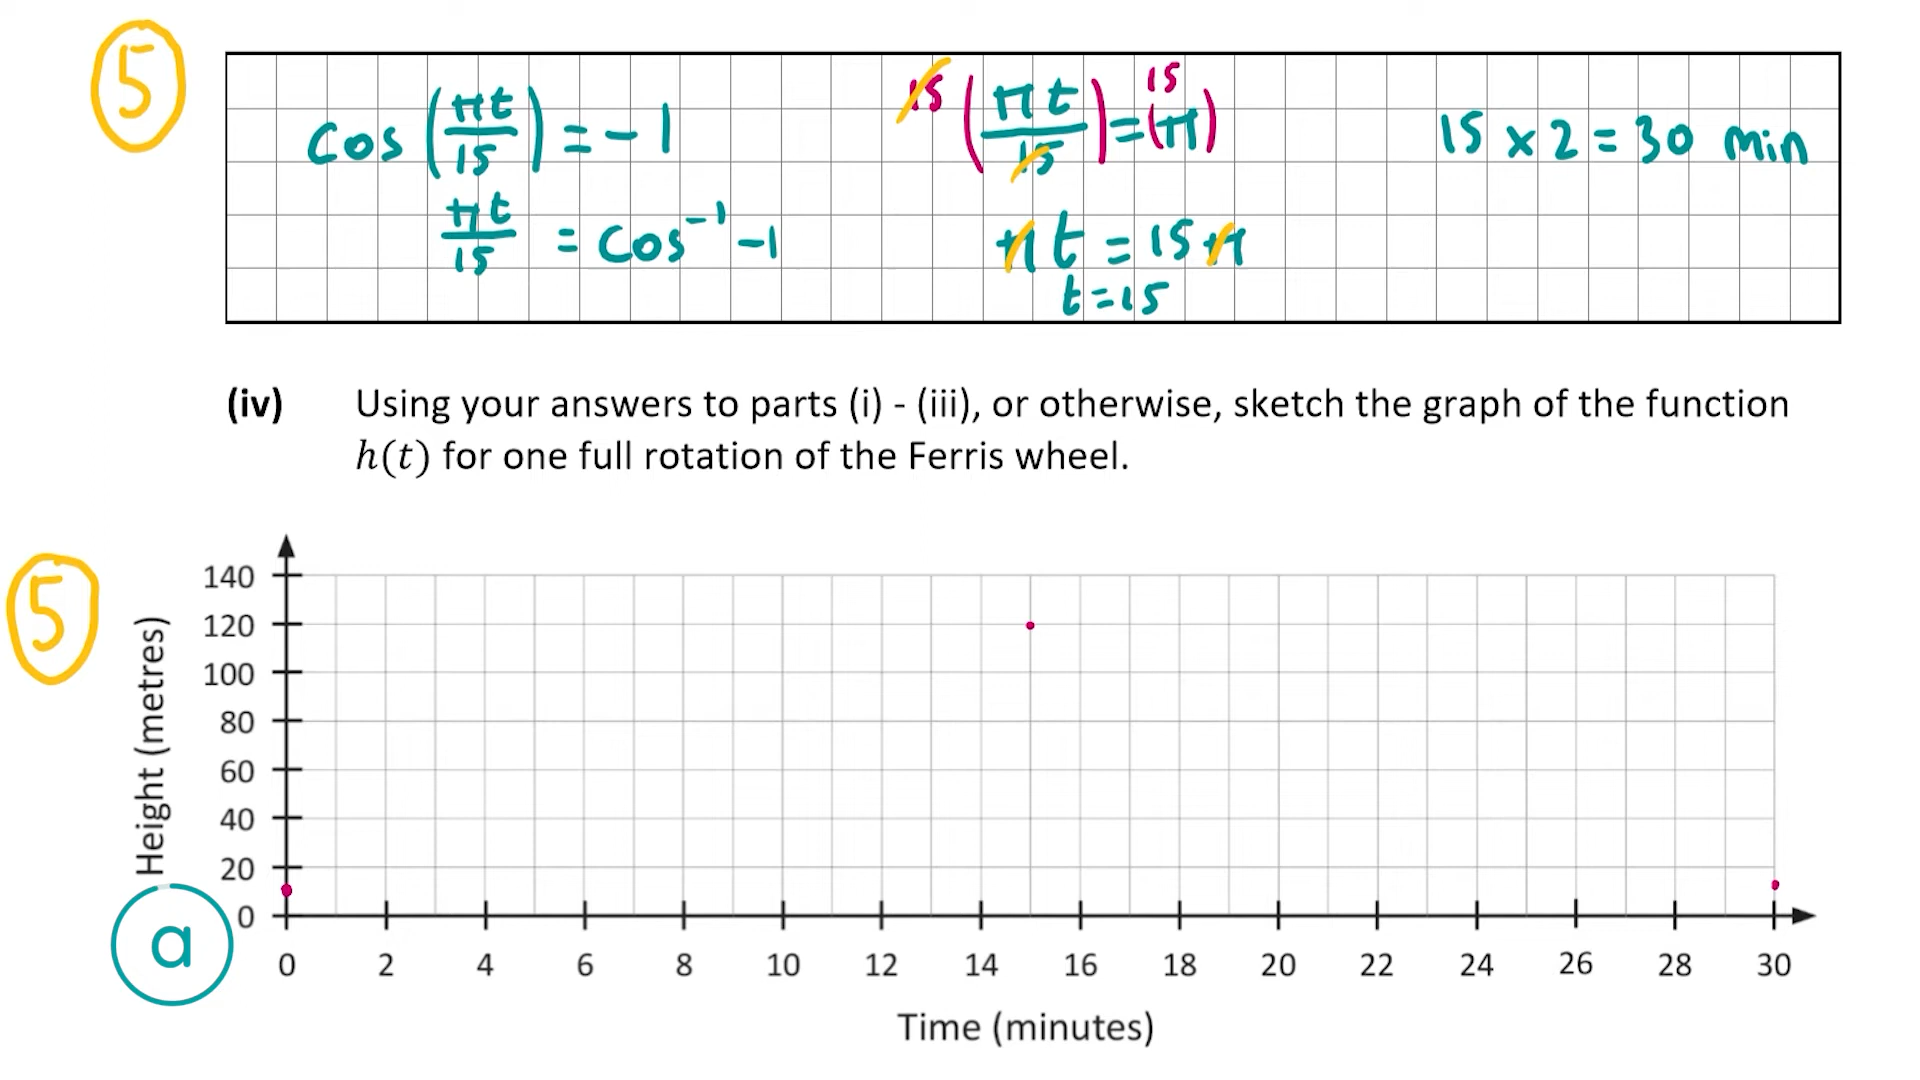 5
cos (πt/15) = -1
πt/15 = cos⁻¹ -1
15 (πt/15) = 15 (π)
πt = 15π
t=15
15 x 2 = 30 min
(iv) Using your answers to parts (i) - (iii), or otherwise, sketch the graph of the function
h(t) for one full rotation of the Ferris wheel.
5
Height (metres)
140
120
100
80
60
40
20
0
a
0 2 4 6 8 10 12 14 16 18 20 22 24 26 28 30
Time (minutes)